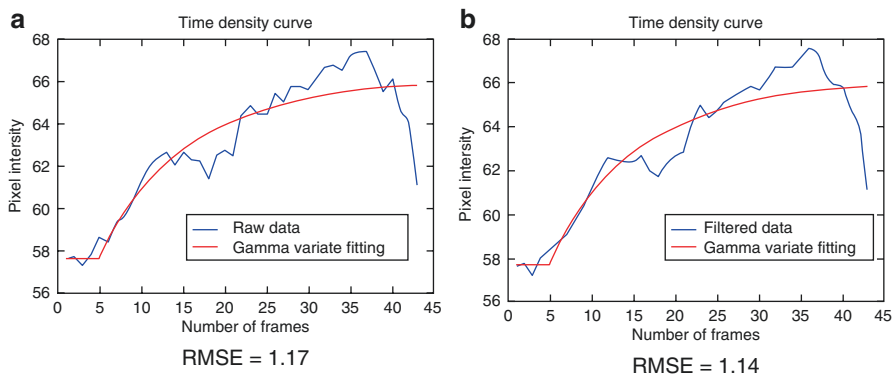 a
Time density curve
68
66
64
62
60
58
56
Pixel intersity
Raw data
Gamma variate fitting
0 5 10 15 20 25 30 35 40 45
Number of frames
RMSE = 1.17
b
Time density curve
68
66
64
62
60
58
56
Pixel intersity
Filtered data
Gamma variate fitting
0 5 10 15 20 25 30 35 40 45
Number of frames
RMSE = 1.14